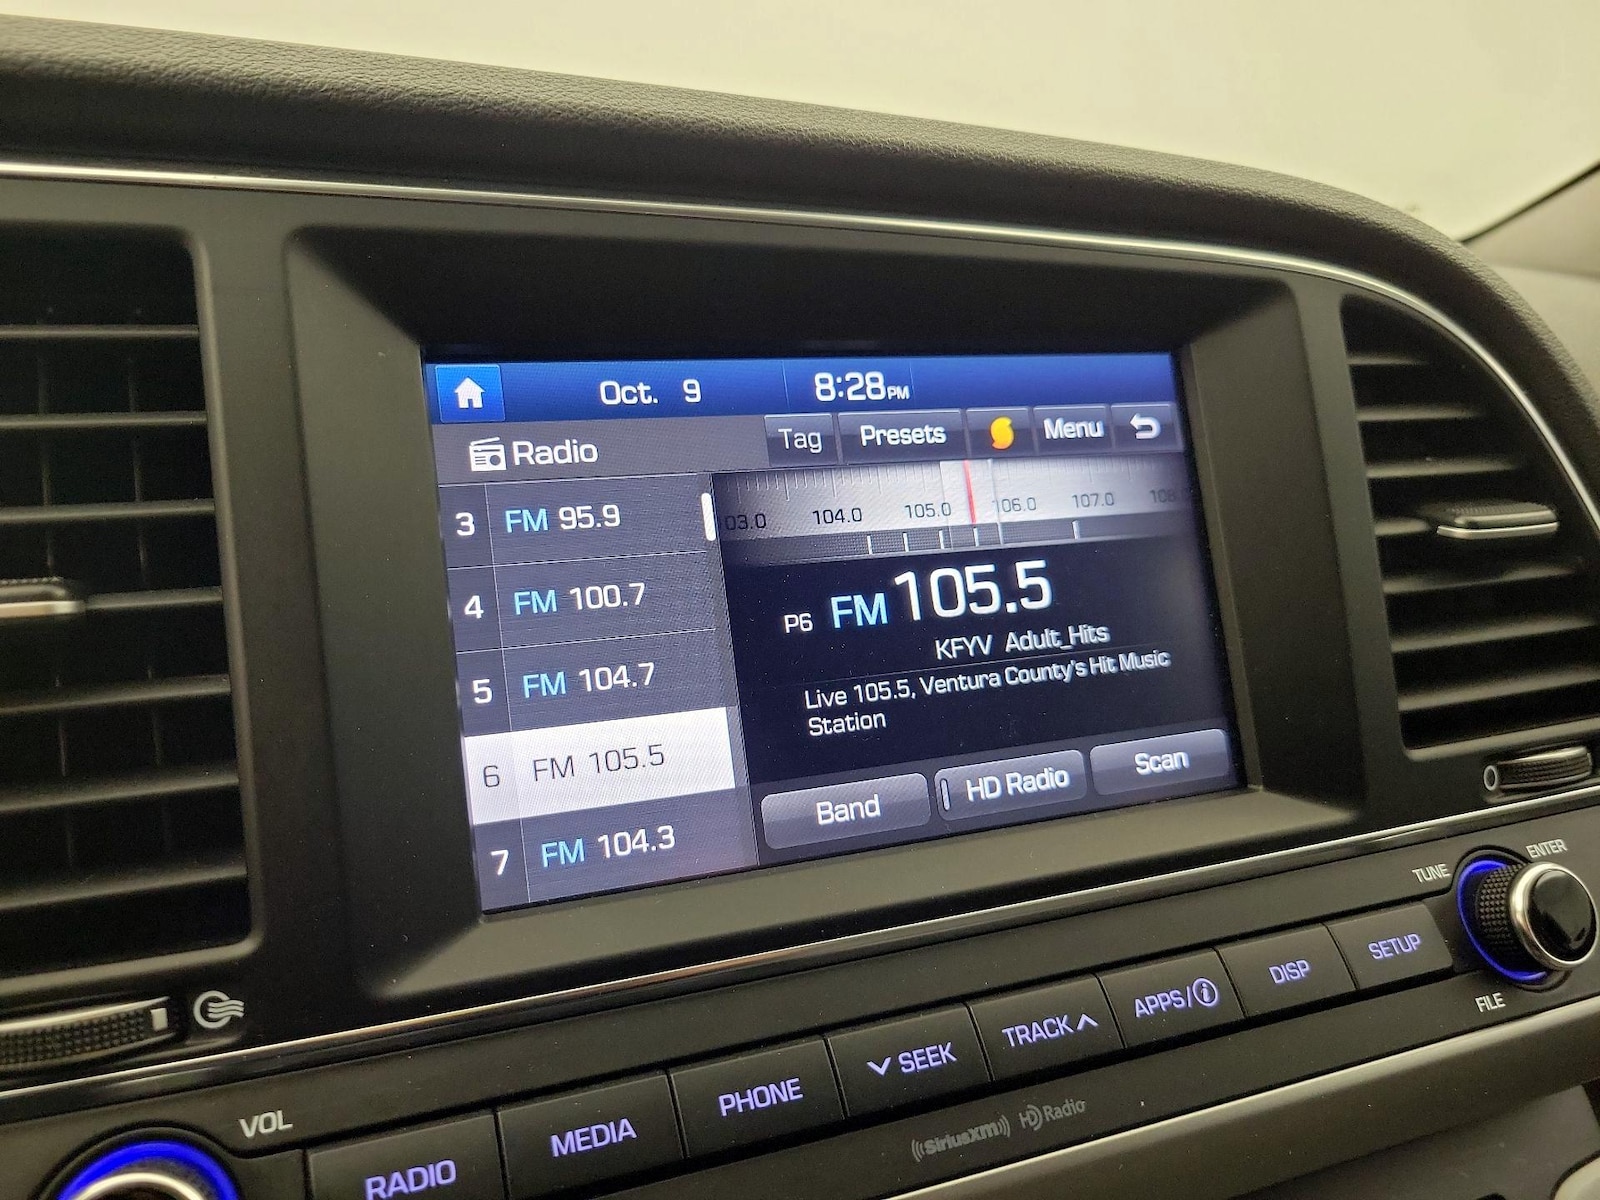 Oct. 9
8:28PM
Radio
Tag
Presets
Menu
3 FM 95.9
4 FM 100.7
5 FM 104.7
6 FM 105.5
7 FM 104.3
03.0 104.0 105.0 106.0 107.0 108
P6 FM 105.5
KFYV Adult_Hits
Live 105.5, Ventura County's Hit Music
Station
Band
HD Radio
Scan
VOL
RADIO
MEDIA
PHONE
SEEK
TRACK
APPS/i
DISP
SETUP
TUNE
ENTER
FILE
0
SiriusXM
HD Radio